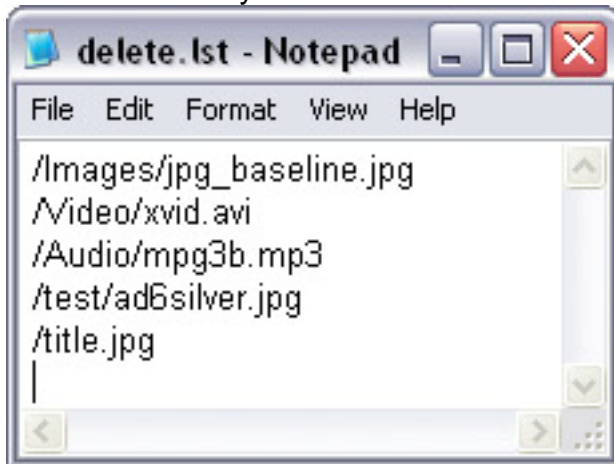 delete.lst - Notepad
File Edit Format View Help
/Images/jpg_baseline.jpg
/Video/xvid.avi
/Audio/mpg3b.mp3
/test/ad6silver.jpg
/title.jpg